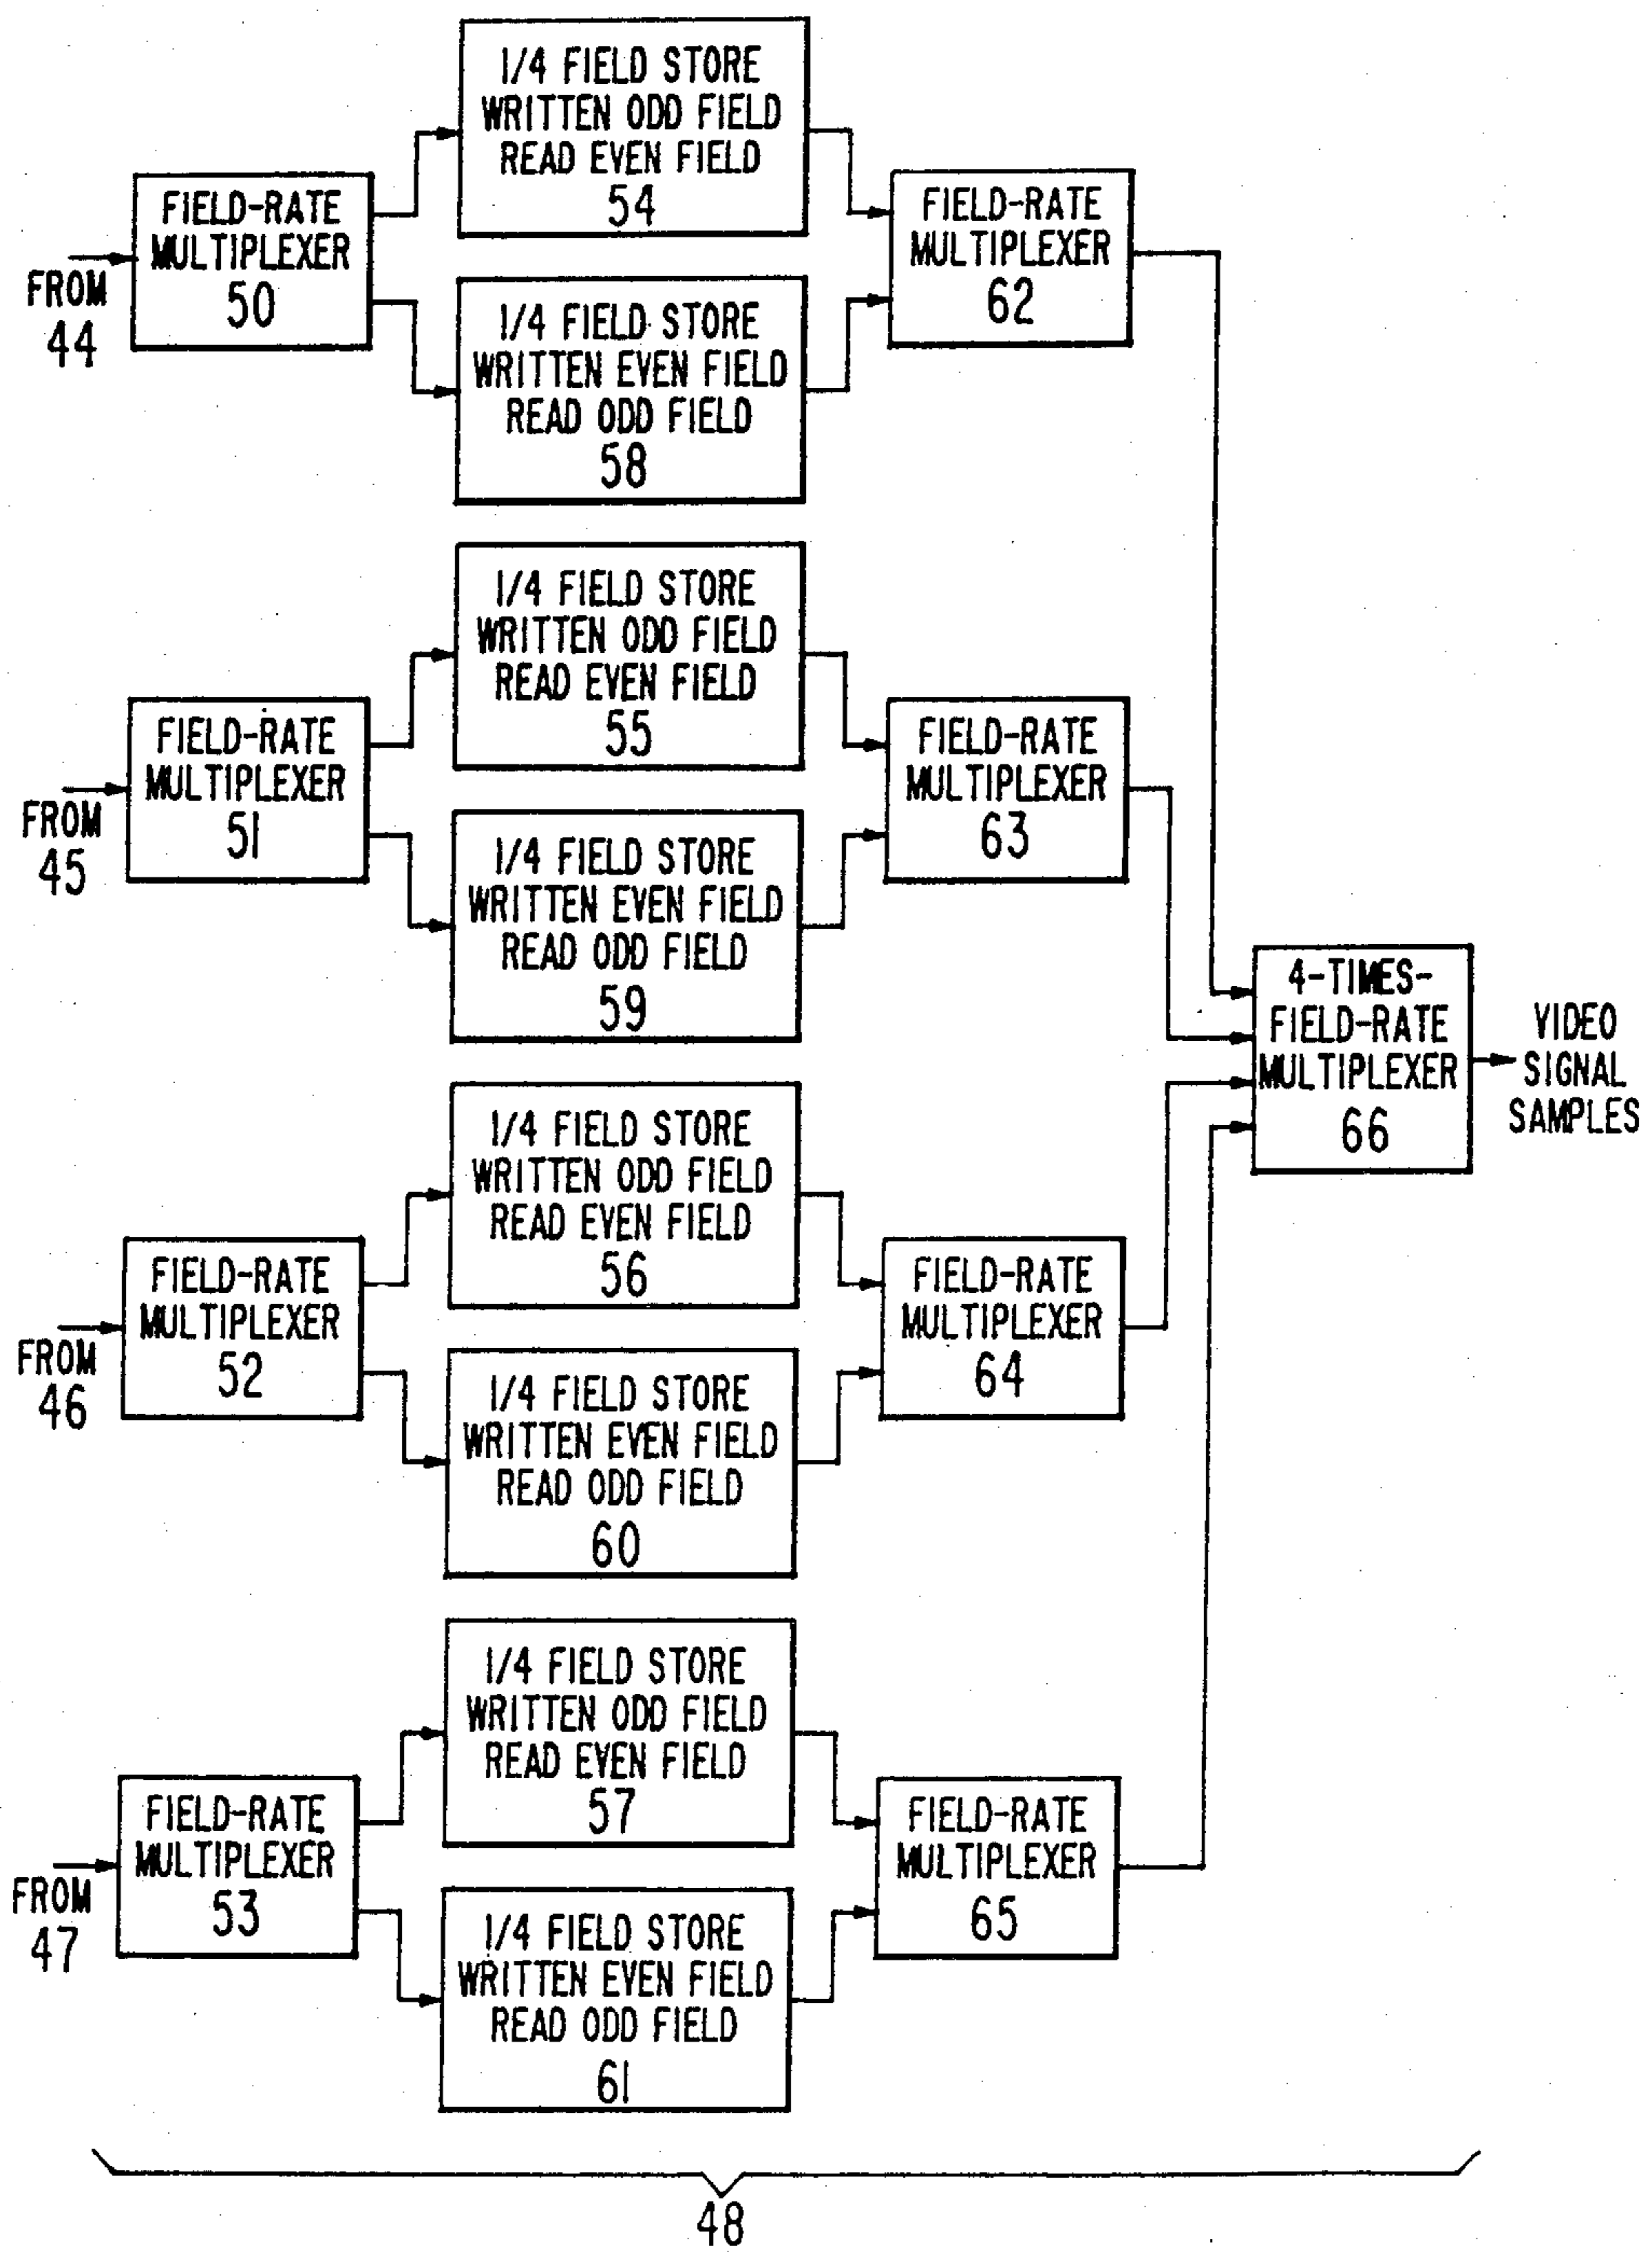 1/4 FIELD STORE
WRITTEN ODD FIELD
READ EVEN FIELD
54
FIELD-RATE
MULTIPLEXER
50
FROM
44
FIELD-RATE
MULTIPLEXER
62
1/4 FIELD STORE
WRITTEN EVEN FIELD
READ ODD FIELD
58
1/4 FIELD STORE
WRITTEN ODD FIELD
READ EVEN FIELD
55
FIELD-RATE
MULTIPLEXER
51
FROM
45
FIELD-RATE
MULTIPLEXER
63
1/4 FIELD STORE
WRITTEN EVEN FIELD
READ ODD FIELD
59
4-TIMES-
FIELD-RATE
MULTIPLEXER
66
VIDEO
SIGNAL
SAMPLES
1/4 FIELD STORE
WRITTEN ODD FIELD
READ EVEN FIELD
56
FIELD-RATE
MULTIPLEXER
52
FROM
46
FIELD-RATE
MULTIPLEXER
64
1/4 FIELD STORE
WRITTEN EVEN FIELD
READ ODD FIELD
60
1/4 FIELD STORE
WRITTEN ODD FIELD
READ EVEN FIELD
57
FIELD-RATE
MULTIPLEXER
53
FROM
47
FIELD-RATE
MULTIPLEXER
65
1/4 FIELD STORE
WRITTEN EVEN FIELD
READ ODD FIELD
61
48